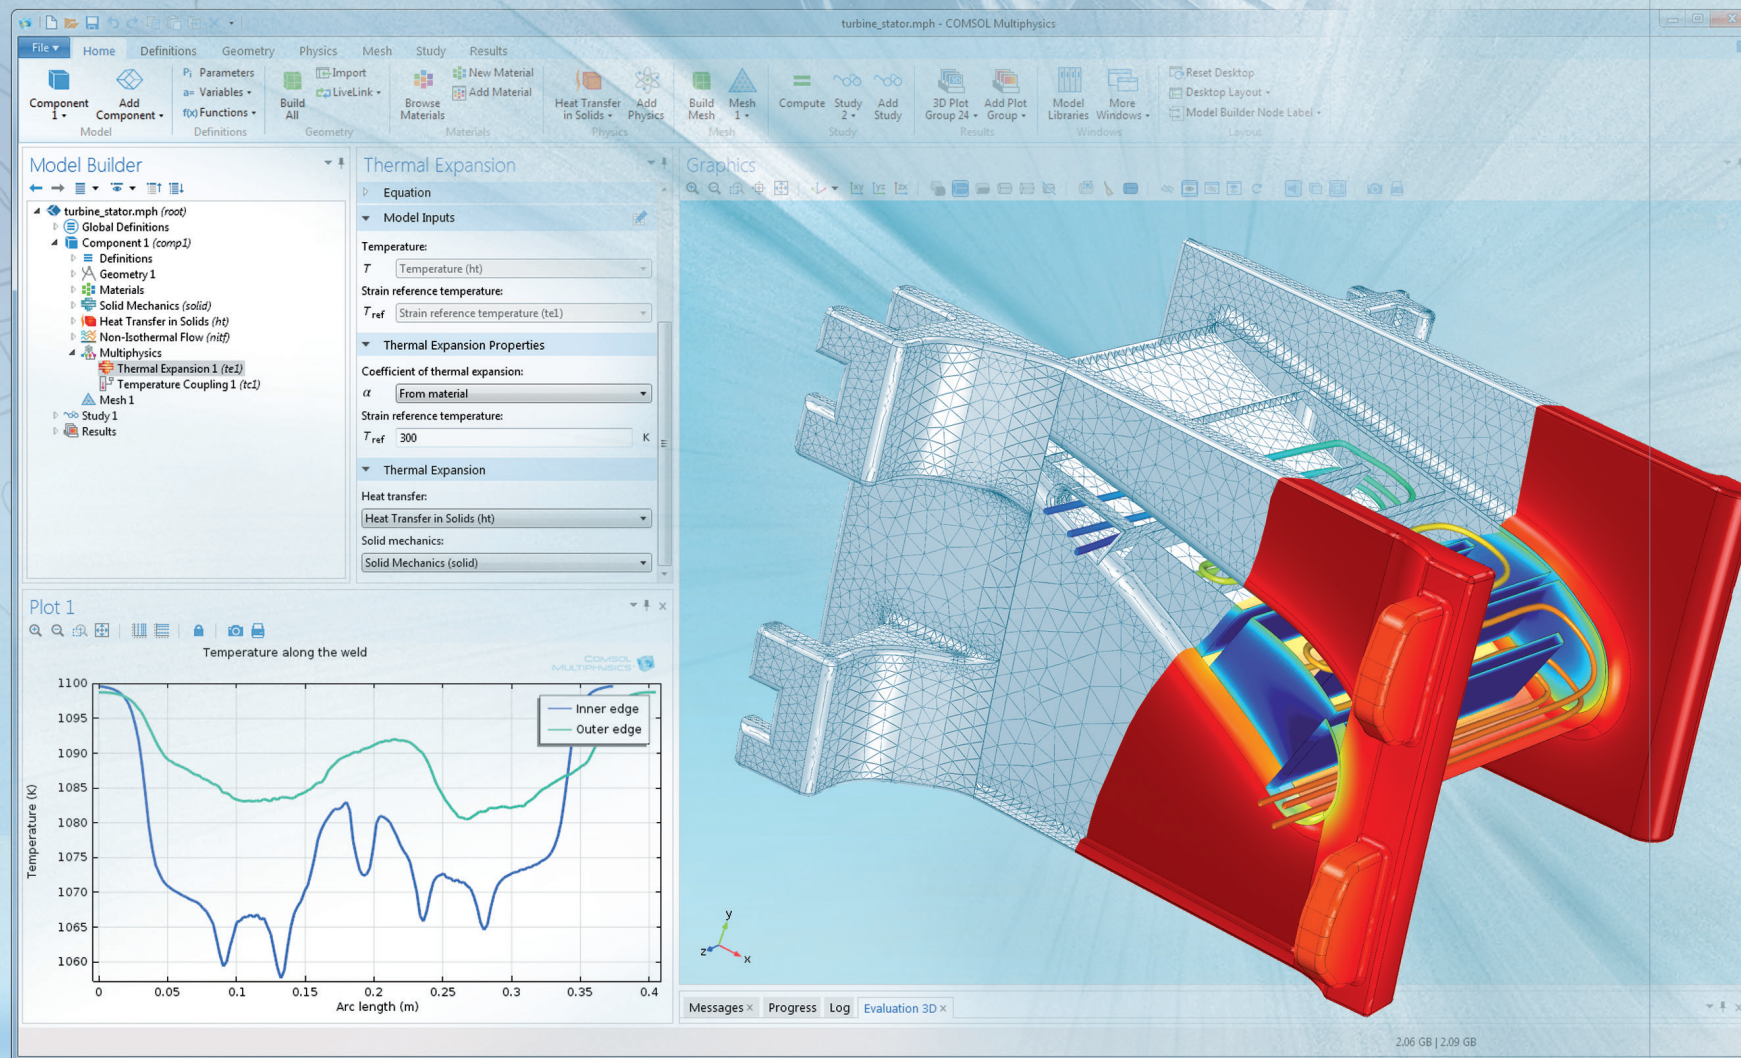 turbine_stator.mph - COMSOL Multiphysics
File Home Definitions Geometry Physics Mesh Study Results
Component 1
Add Component
Model
Pi Parameters
a= Variables
f(x) Functions
Definitions
Build All
Import
LiveLink
Geometry
Browse Materials
New Material
Add Material
Materials
Heat Transfer in Solids
Add Physics
Physics
Build Mesh
Mesh 1
Mesh
Compute
Study 2
Add Study
Study
3D Plot Group 24
Add Plot Group
Results
Model Libraries
More Windows
Windows
Reset Desktop
Desktop Layout
Model Builder Node Label
Layout
Model Builder
turbine_stator.mph (root)
Global Definitions
Component 1 (comp1)
Definitions
Geometry 1
Materials
Solid Mechanics (solid)
Heat Transfer in Solids (ht)
Non-Isothermal Flow (nitf)
Multiphysics
Thermal Expansion 1 (te1)
Temperature Coupling 1 (tc1)
Mesh 1
Study 1
Results
Thermal Expansion
Equation
Model Inputs
Temperature:
T Temperature (ht)
Strain reference temperature:
Tref Strain reference temperature (te1)
Thermal Expansion Properties
Coefficient of thermal expansion:
α From material
Strain reference temperature:
Tref 300 K
Thermal Expansion
Heat transfer:
Heat Transfer in Solids (ht)
Solid mechanics:
Solid Mechanics (solid)
Graphics
xy yz zx
y
z
x
Plot 1
Temperature along the weld
COMSOL
MULTIPHYSICS
Inner edge
Outer edge
Temperature (K)
1100
1095
1090
1085
1080
1075
1070
1065
1060
0 0.05 0.1 0.15 0.2 0.25 0.3 0.35 0.4
Arc length (m)
Messages Progress Log Evaluation 3D
2.06 GB | 2.09 GB